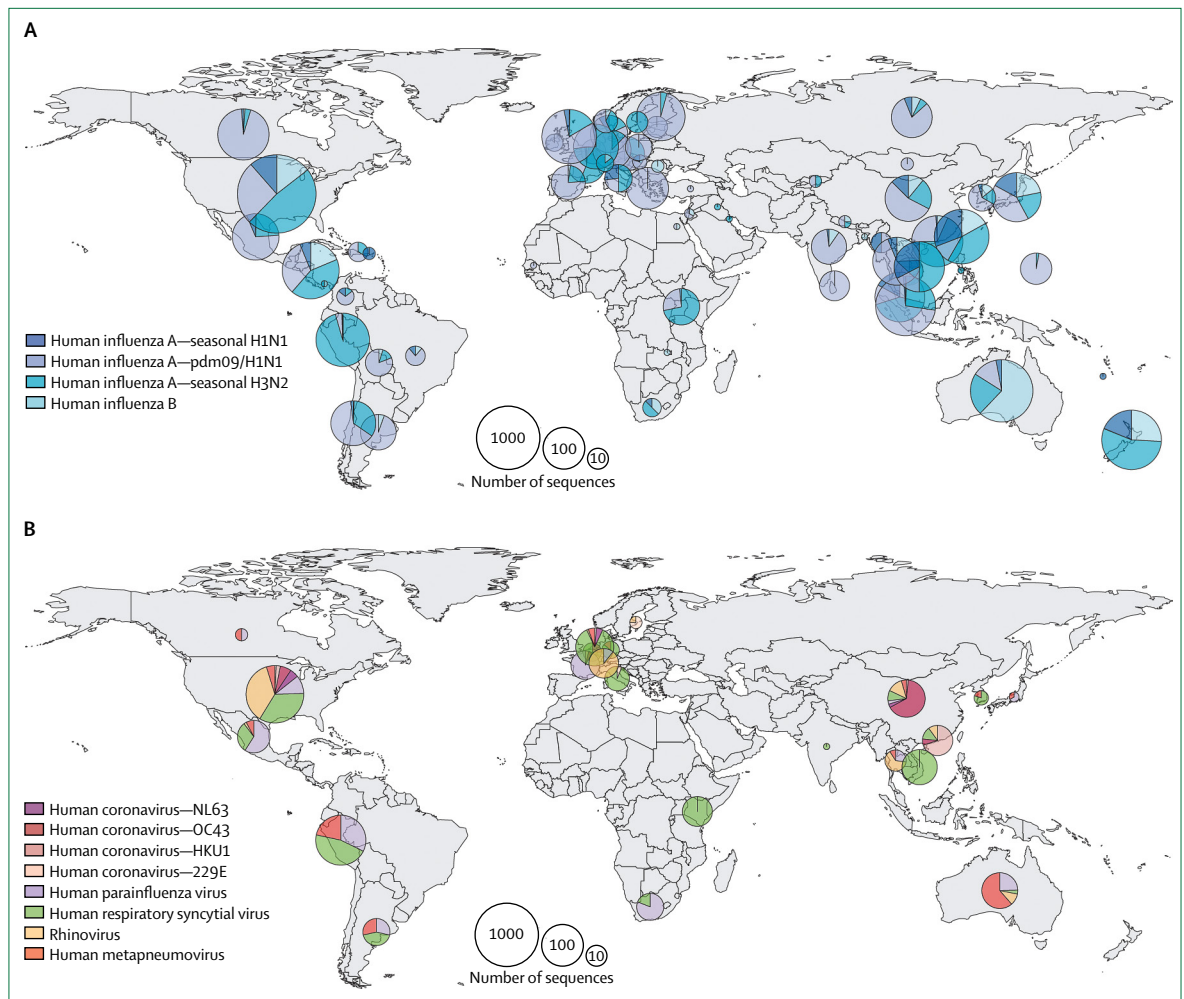 A
Human influenza A—seasonal H1N1
Human influenza A—pdm09/H1N1
Human influenza A—seasonal H3N2
Human influenza B
1000
100
10
Number of sequences
B
Human coronavirus—NL63
Human coronavirus—OC43
Human coronavirus—HKU1
Human coronavirus—229E
Human parainfluenza virus
Human respiratory syncytial virus
Rhinovirus
Human metapneumovirus
1000
100
10
Number of sequences